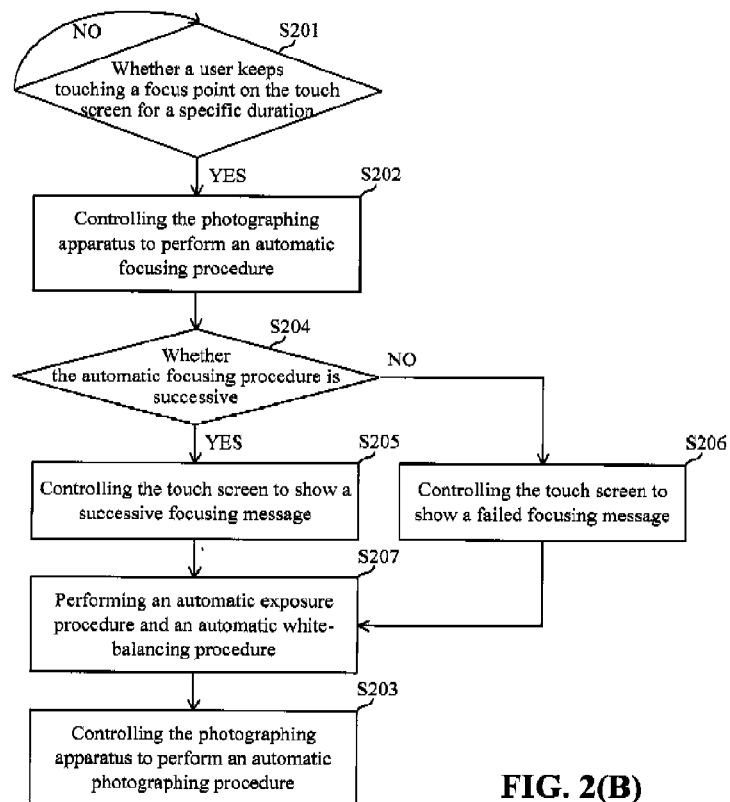 NO
S201
Whether a user keeps
touching a focus point on the touch
screen for a specific duration
YES
S202
Controlling the photographing
apparatus to perform an automatic
focusing procedure
S204
Whether
the automatic focusing procedure is
successive
NO
YES
S205
Controlling the touch screen to show a
successive focusing message
S206
Controlling the touch screen to
show a failed focusing message
S207
Performing an automatic exposure
procedure and an automatic white-
balancing procedure
S203
Controlling the photographing
apparatus to perform an automatic
photographing procedure
FIG. 2(B)